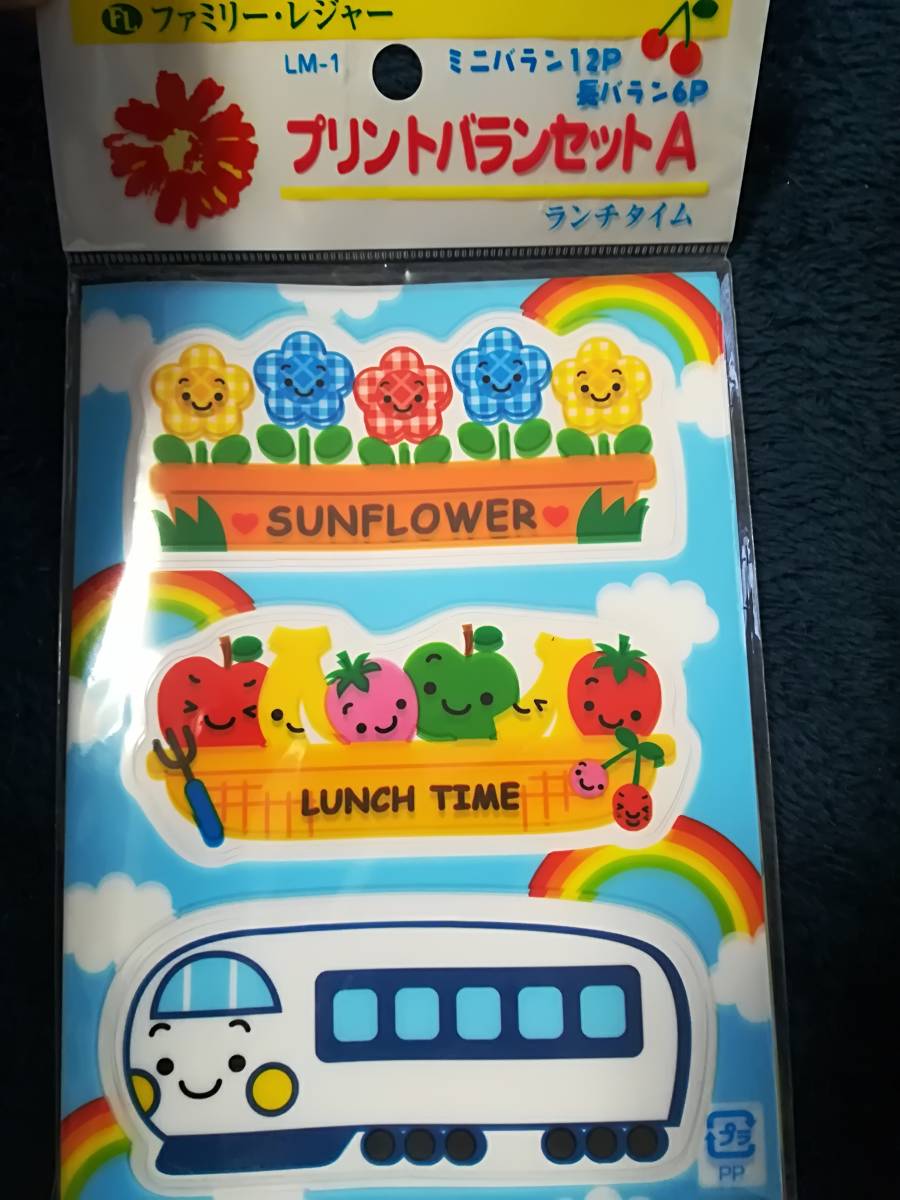 FL ファミリー・レジャー
LM-1
ミニバラン12P
長バラン6P
プリントバランセットA
ランチタイム
SUNFLOWER
LUNCH TIME
プラ
PP